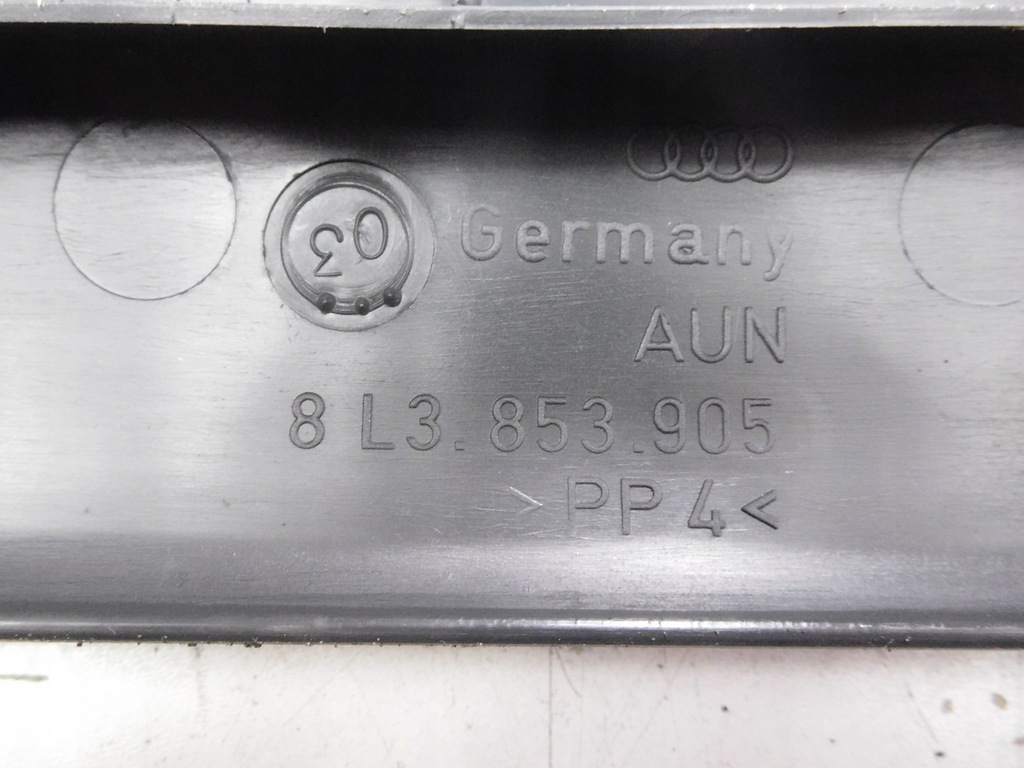 03
Germany
AUN
8 L3.853.905
> PP 4 <